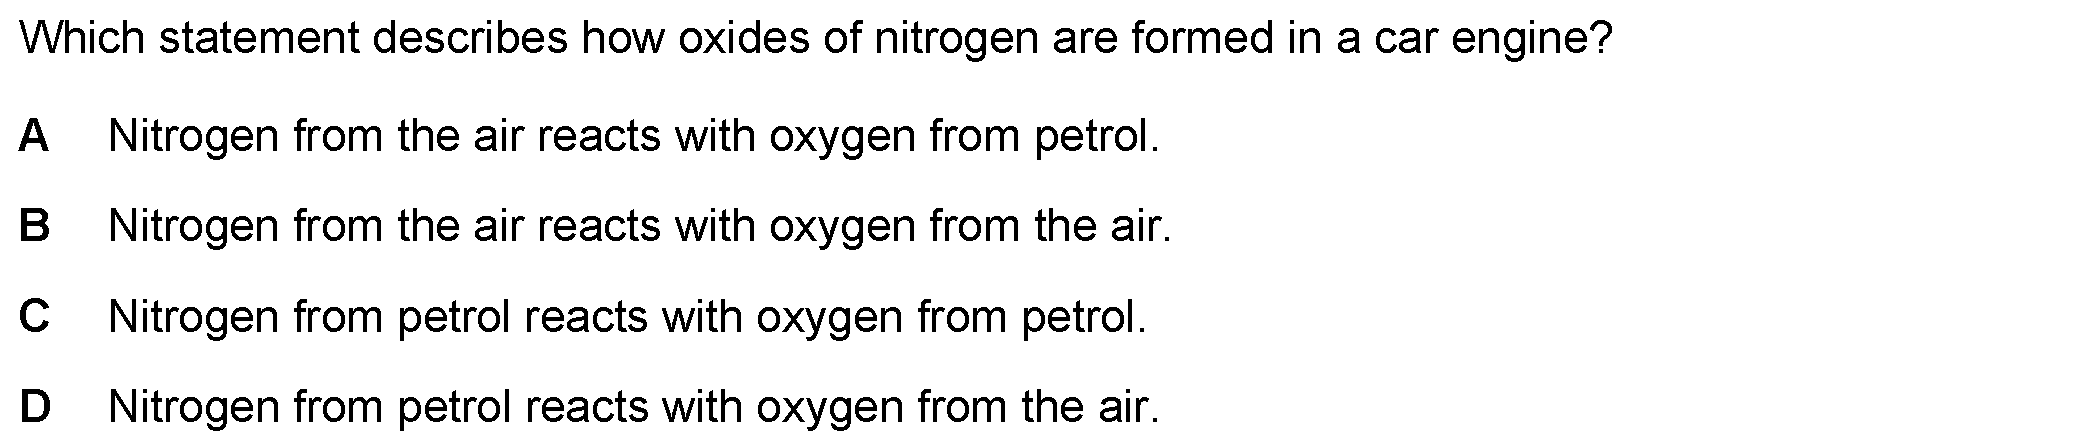 Which statement describes how oxides of nitrogen are formed in a car engine?
A Nitrogen from the air reacts with oxygen from petrol.
B Nitrogen from the air reacts with oxygen from the air.
C Nitrogen from petrol reacts with oxygen from petrol.
D Nitrogen from petrol reacts with oxygen from the air.